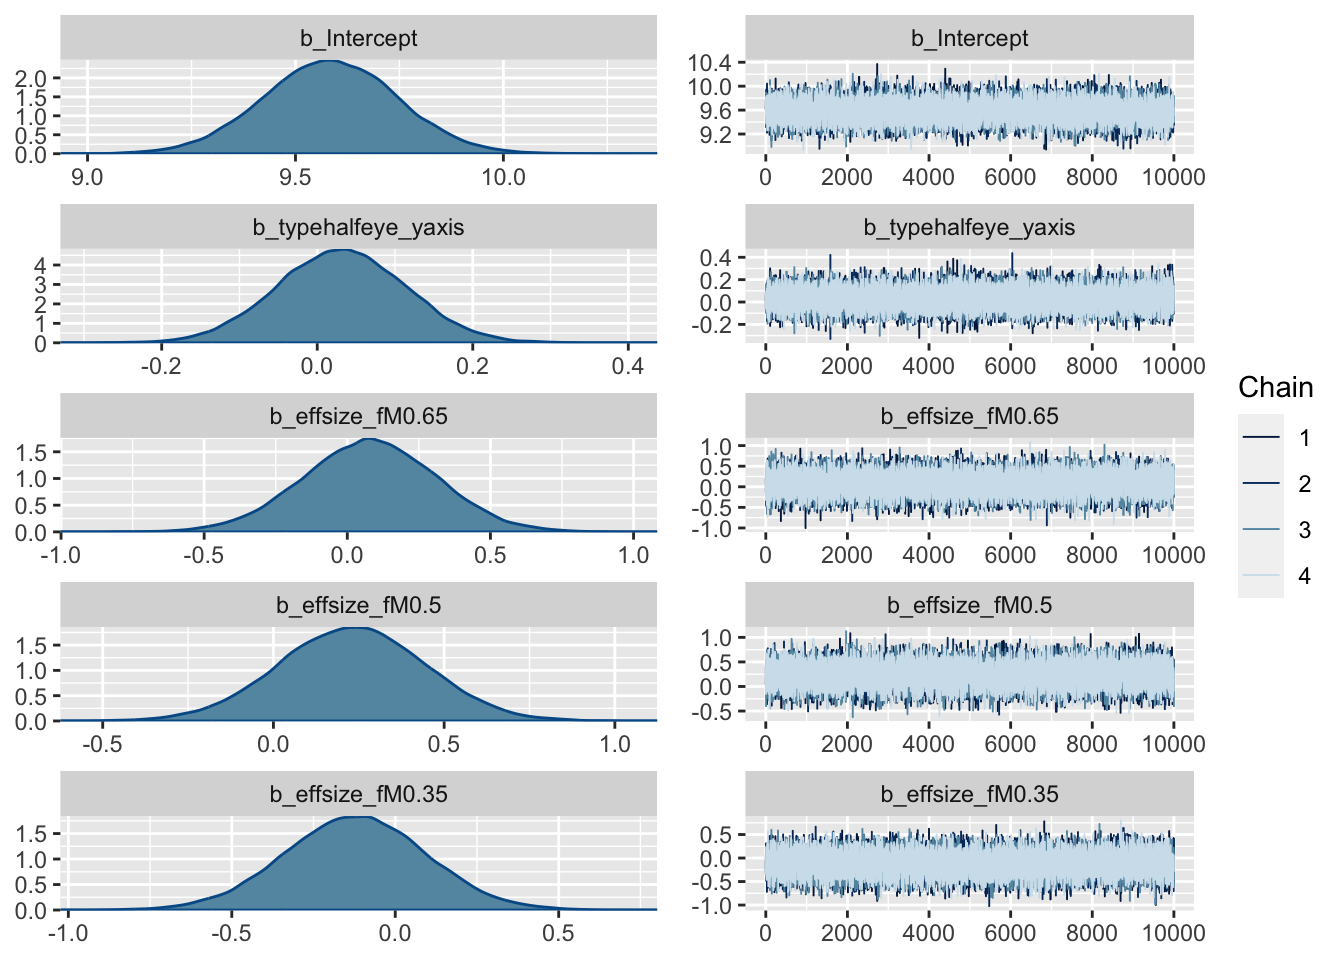 b_Intercept
2.0
1.5
1.0
0.5
0.0
9.0 9.5 10.0
b_Intercept
10.4
10.0
9.6
9.2
0 2000 4000 6000 8000 10000
b_typehalfeye_yaxis
4
3
2
1
0
-0.2 0.0 0.2 0.4
b_typehalfeye_yaxis
0.4
0.2
0.0
-0.2
0 2000 4000 6000 8000 10000
b_effsize_fM0.65
1.5
1.0
0.5
0.0
-1.0 -0.5 0.0 0.5 1.0
b_effsize_fM0.65
1.0
0.5
0.0
-0.5
-1.0
0 2000 4000 6000 8000 10000
b_effsize_fM0.5
1.5
1.0
0.5
0.0
-0.5 0.0 0.5 1.0
b_effsize_fM0.5
1.0
0.5
0.0
-0.5
0 2000 4000 6000 8000 10000
b_effsize_fM0.35
1.5
1.0
0.5
0.0
-1.0 -0.5 0.0 0.5
b_effsize_fM0.35
0.5
0.0
-0.5
-1.0
0 2000 4000 6000 8000 10000
Chain
1
2
3
4